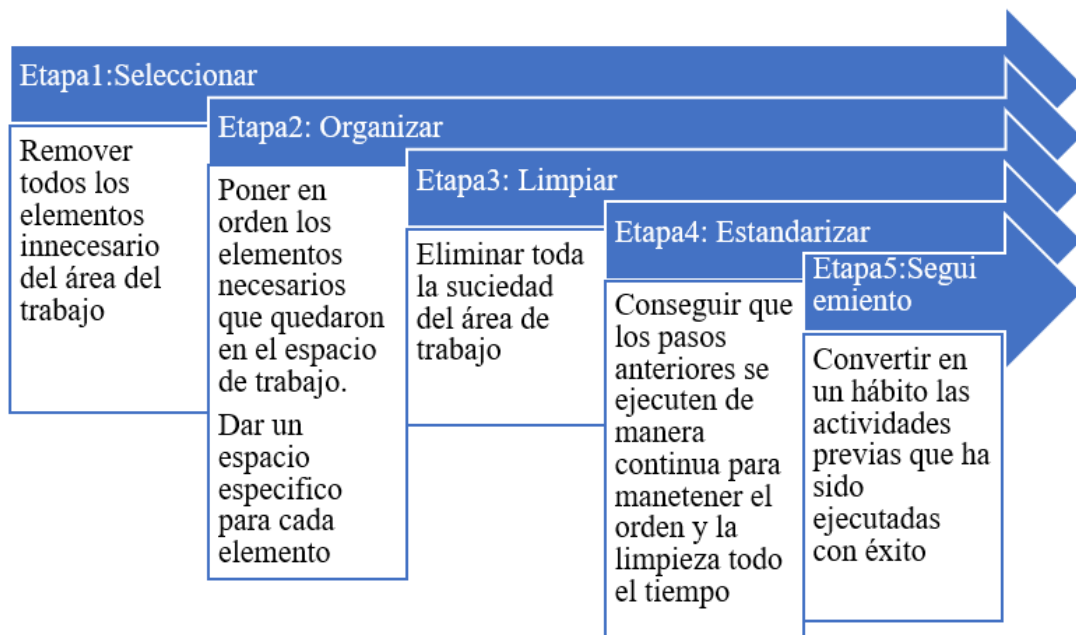 Etapa1:Seleccionar
Remover
todos los
elementos
innecesario
del área del
trabajo
Etapa2: Organizar
Poner en
orden los
elementos
necesarios
que quedaron
en el espacio
de trabajo.
Dar un
espacio
especifico
para cada
elemento
Etapa3: Limpiar
Eliminar toda
la suciedad
del área de
trabajo
Etapa4: Estandarizar
Conseguir que
los pasos
anteriores se
ejecuten de
manera
continua para
manetener el
orden y la
limpieza todo
el tiempo
Etapa5:Segui
emiento
Convertir en
un hábito las
actividades
previas que ha
sido
ejecutadas
con éxito